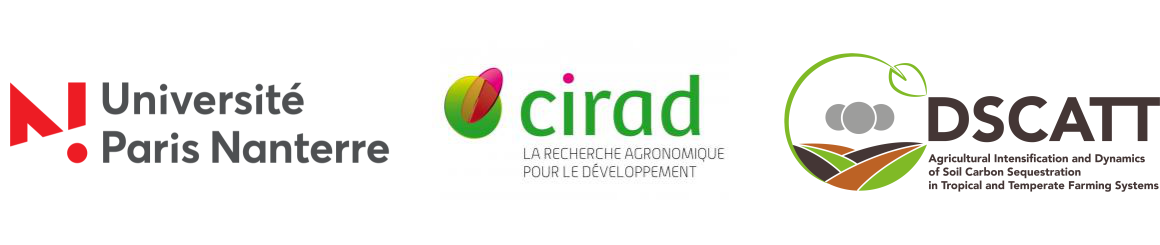 Université
Paris Nanterre
cirad
LA RECHERCHE AGRONOMIQUE
POUR LE DÉVELOPPEMENT
DSCATT
Agricultural Intensification and Dynamics
of Soil Carbon Sequestration
in Tropical and Temperate Farming Systems